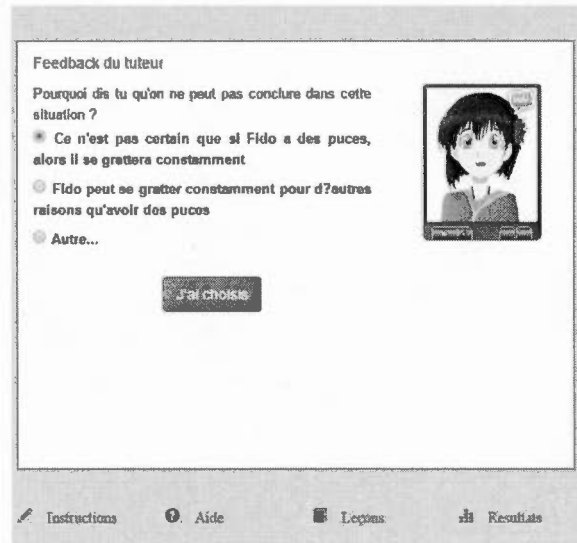 Feedback du tuteur
Pourquoi dis tu qu'on ne peut pas conclure dans cette
situation ?
Ce n'est pas certain que si Fido a des puces,
alors il se grattera constamment
Fido peut se gratter constamment pour d?autres
raisons qu'avoir des puces
Autre...
J'ai choisis
Instructions
Aide
Leçons
Resultats